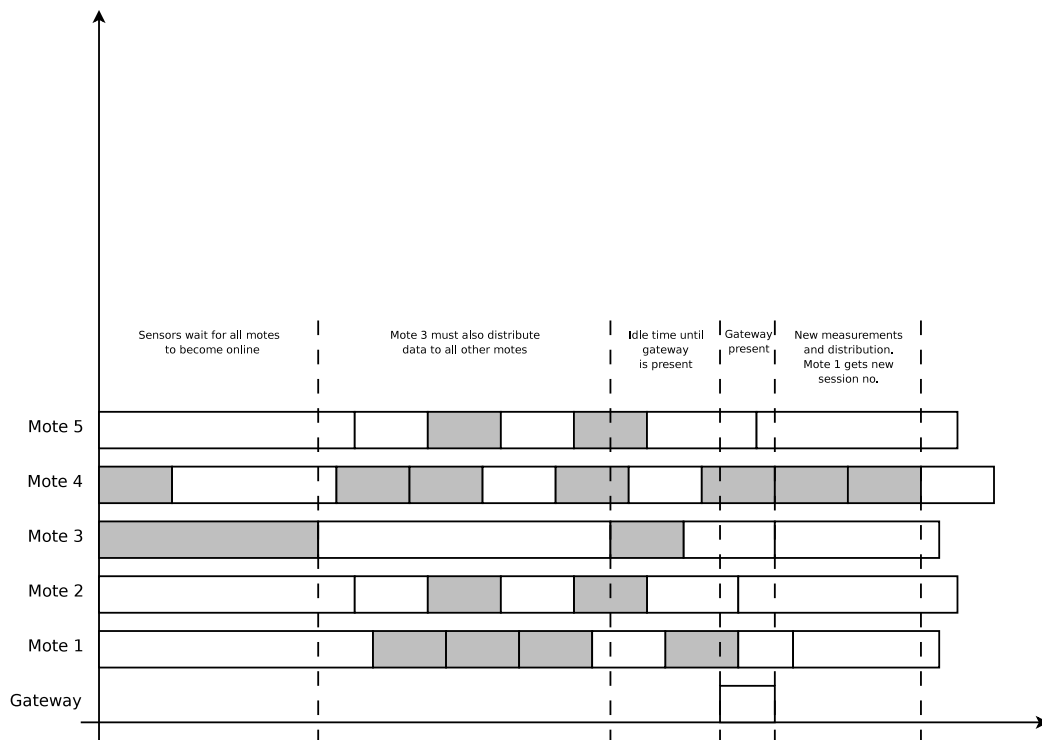 Sensors wait for all motes
to become online
Mote 3 must also distribute
data to all other motes
Idle time until
gateway
is present
Gateway
present
New measurements
and distribution.
Mote 1 gets new
session no.
Mote 5
Mote 4
Mote 3
Mote 2
Mote 1
Gateway